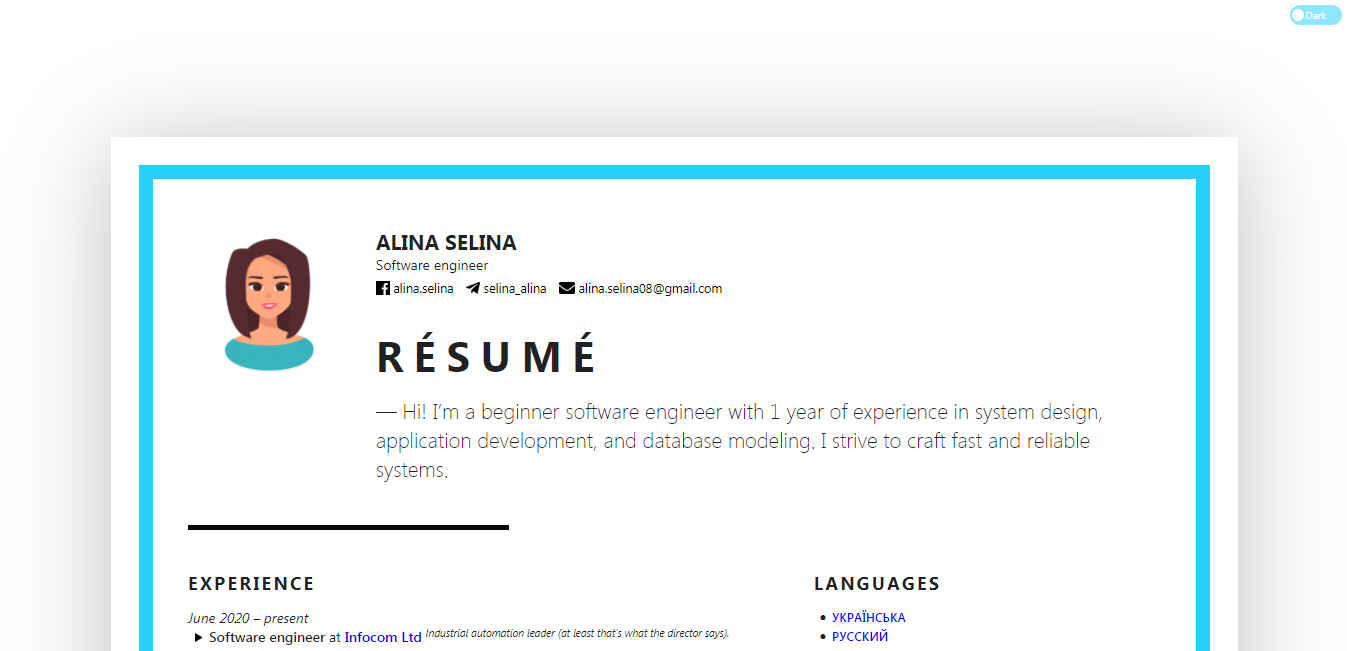 Dark
ALINA SELINA
Software engineer
alina.selina selina_alina alina.selina08@gmail.com
RÉSUMÉ
— Hi! I’m a beginner software engineer with 1 year of experience in system design,
application development, and database modeling. I strive to craft fast and reliable
systems.
EXPERIENCE
June 2020 – present
Software engineer at Infocom Ltd Industrial automation leader (at least that's what the director says).
LANGUAGES
УКРАЇНСЬКА
РУССКИЙ